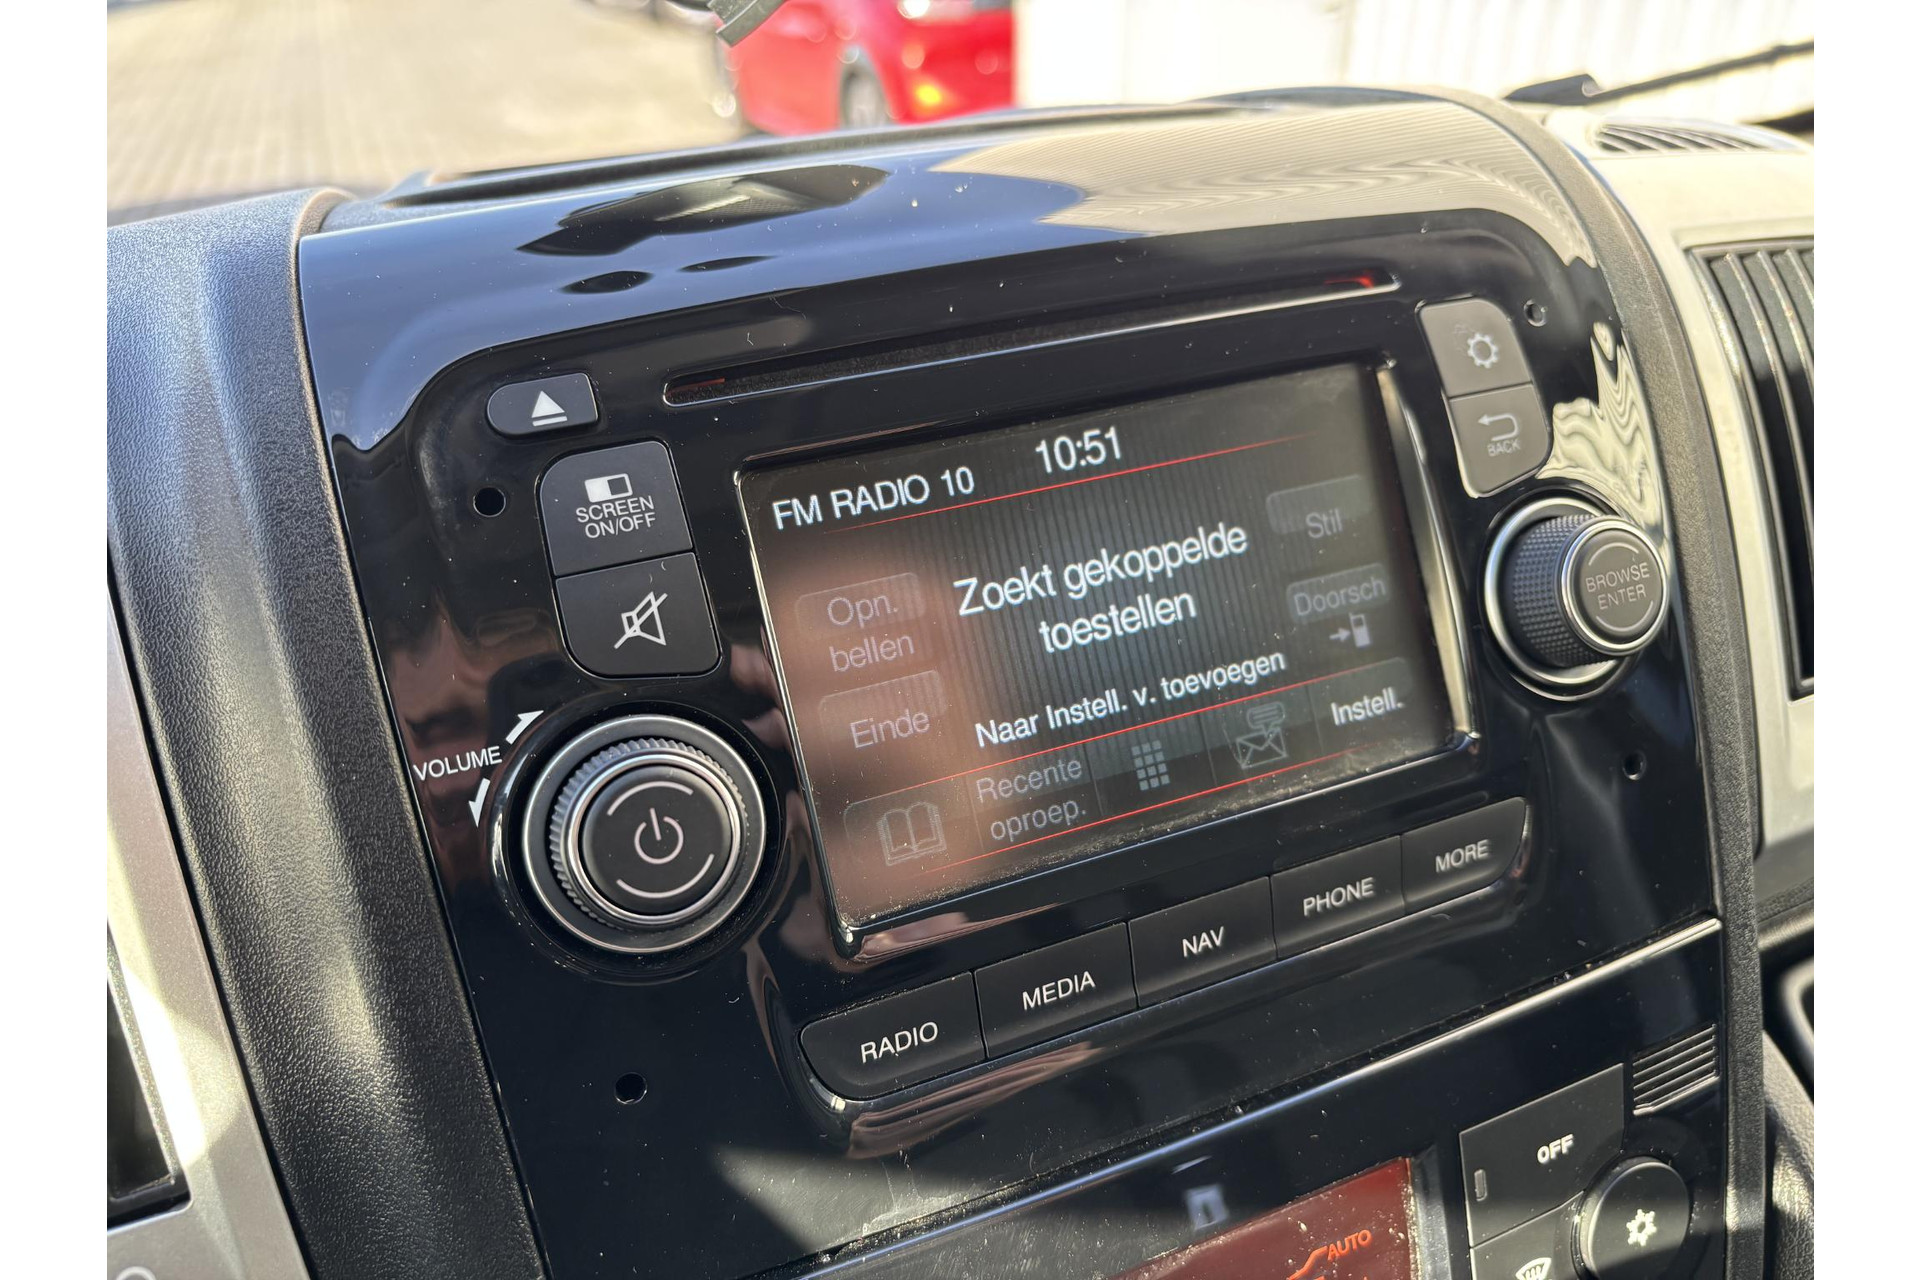 SCREEN
ON/OFF
VOLUME
BACK
BROWSE
ENTER
FM RADIO 10
10:51
Zoekt gekoppelde
toestellen
Naar Instell. v. toevoegen
Opn.
bellen
Einde
Stil
Doorsch
Recente
oproep.
Instell.
RADIO
MEDIA
NAV
PHONE
MORE
OFF
AUTO